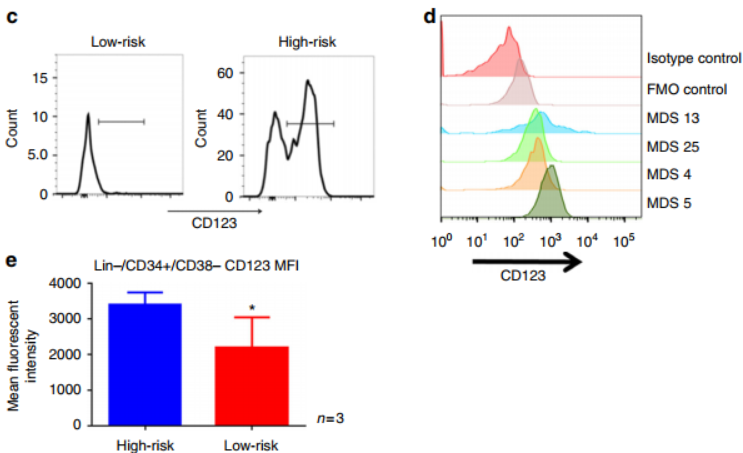 c
Low-risk
High-risk
Count
15
10
5.0
0
Count
60
40
20
0
CD123
d
Isotype control
FMO control
MDS 13
MDS 25
MDS 4
MDS 5
10⁰ 10¹ 10² 10³ 10⁴ 10⁵
CD123
e
Lin–/CD34+/CD38– CD123 MFI
Mean fluorescent
intensity
4000
3000
2000
1000
0
*
n=3
High-risk
Low-risk